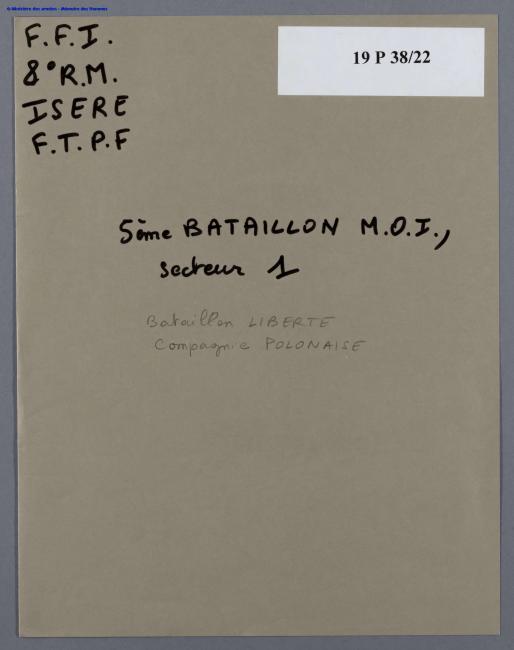 © Ministère des armées - Mémoire des Hommes
F.F.I.
8° R.M.
ISERE
F.T.P.F
19 P 38/22
5ème BATAILLON M.O.I.,
secteur 1
Bataillon LIBERTE
Compagnie POLONAISE